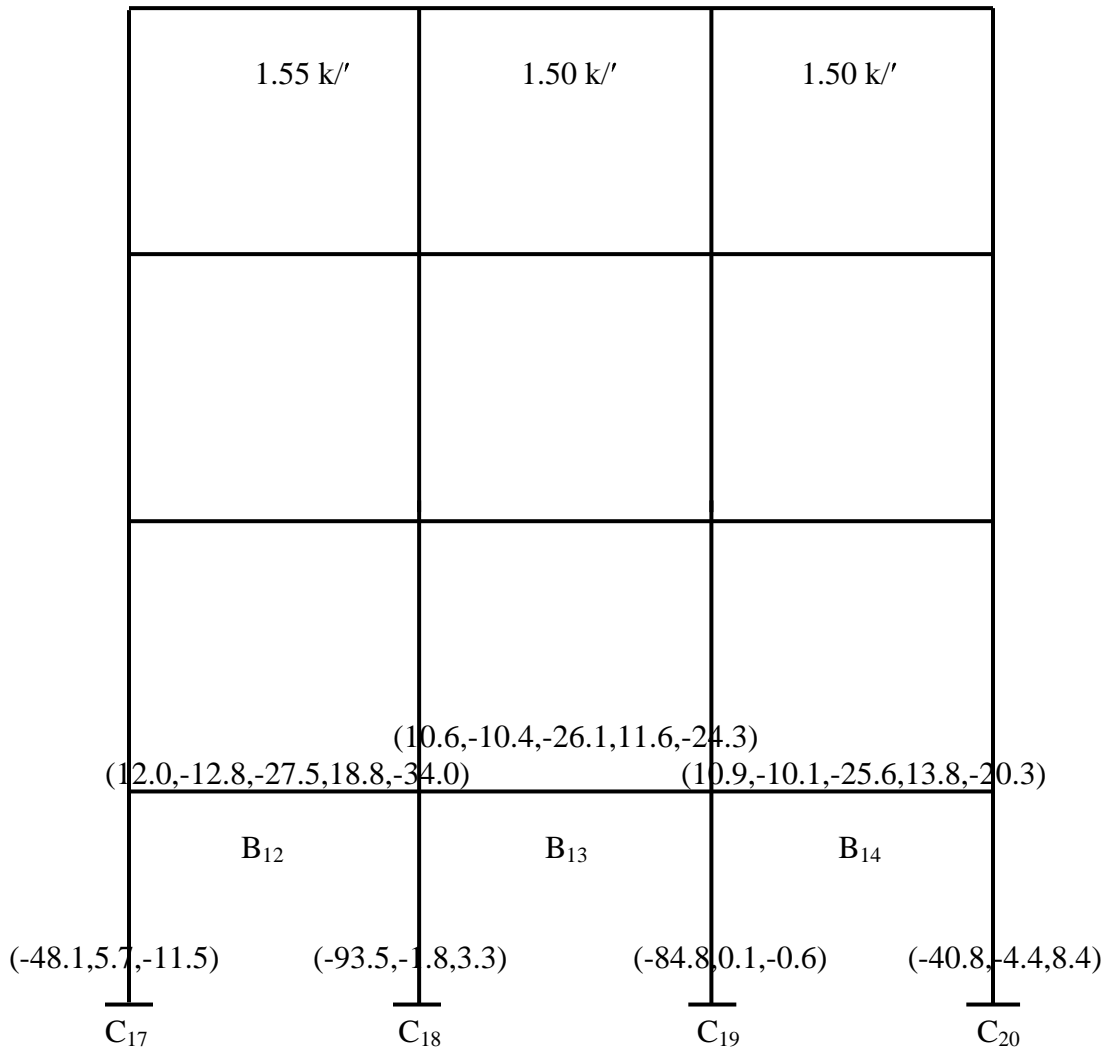 1.55 k/′ 1.50 k/′ 1.50 k/′
(10.6,-10.4,-26.1,11.6,-24.3)
(12.0,-12.8,-27.5,18.8,-34.0) (10.9,-10.1,-25.6,13.8,-20.3)
B₁₂ B₁₃ B₁₄
(-48.1,5.7,-11.5) (-93.5,-1.8,3.3) (-84.8,0.1,-0.6) (-40.8,-4.4,8.4)
C₁₇ C₁₈ C₁₉ C₂₀